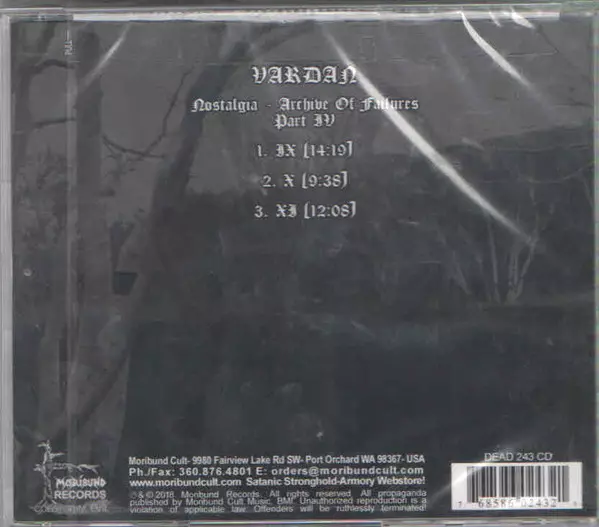 PULL
VARDAN
Nostalgia - Archive Of Failures
Part IV
1. IX [14:19]
2. X [9:38]
3. XI [12:08]
Moribund Cult- 9980 Fairview Lake Rd SW- Port Orchard WA 98367- USA
Ph./Fax: 360.876.4801 E: orders@moribundcult.com
www.moribundcult.com Satanic Stronghold-Armory Webstore!
℗ & © 2018 Moribund Records. All rights reserved. All propaganda
published by Moribund Cult Music, BMI. Unauthorized reproduction is a
violation of applicable law. Offenders will be ruthlessly terminated!
MORIBUND
RECORDS
DEAD 243 CD